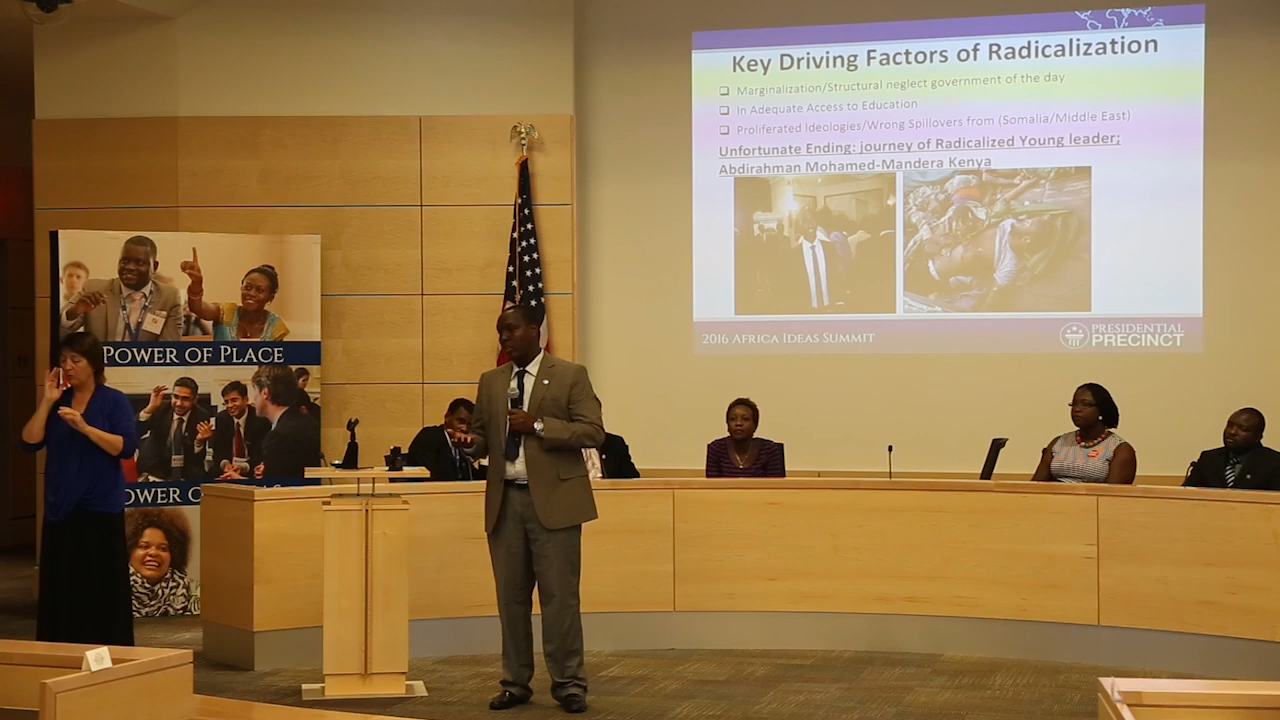 Key Driving Factors of Radicalization
Marginalization/Structural neglect government of the day
In Adequate Access to Education
Proliferated Ideologies/Wrong Spillovers from (Somalia/Middle East)
Unfortunate Ending: journey of Radicalized Young leader;
Abdirahman Mohamed-Mandera Kenya
2016 AFRICA IDEAS SUMMIT
PRESIDENTIAL
PRECINCT
POWER OF PLACE